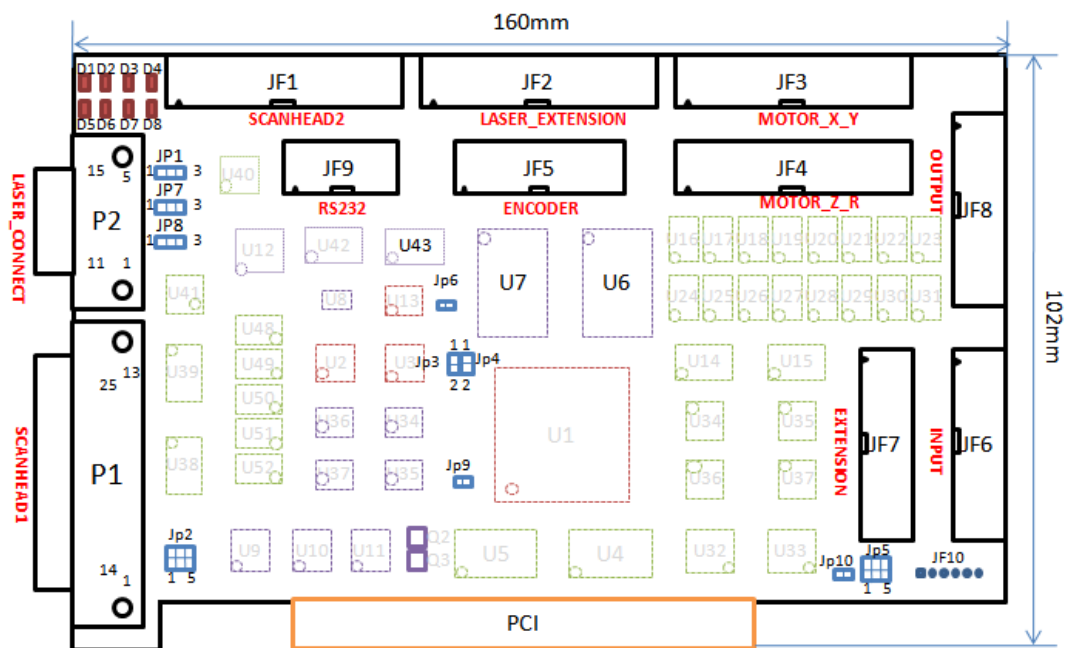 160mm
D1 D2 D3 D4
D5 D6 D7 D8
JF1
SCANHEAD2
JF2
LASER_EXTENSION
JF3
MOTOR_X_Y
JF9
RS232
JF5
ENCODER
JF4
MOTOR_Z_R
OUTPUT
JF8
LASER_CONNECT
15 5
P2
11 1
JP1
1 3
JP7
1 3
JP8
1 3
U40
U12
U42
U43
U7
U6
U16 U17 U18 U19 U20 U21 U22 U23
U24 U25 U26 U27 U28 U29 U30 U31
U41
U8
U13
Jp6
102mm
SCANHEAD1
13
25
P1
14 1
U39
U38
U48
U49
U50
U51
U52
U2
U3
1 1
Jp3 Jp4
2 2
U36
U34
U37
U35
Jp9
U1
U14
U15
U34
U35
U36
U37
EXTENSION
JF7
INPUT
JF6
Jp2
1 5
U9
U10
U11
Q2
Q3
U5
U4
U32
U33
Jp10
Jp5
1 5
JF10
PCI